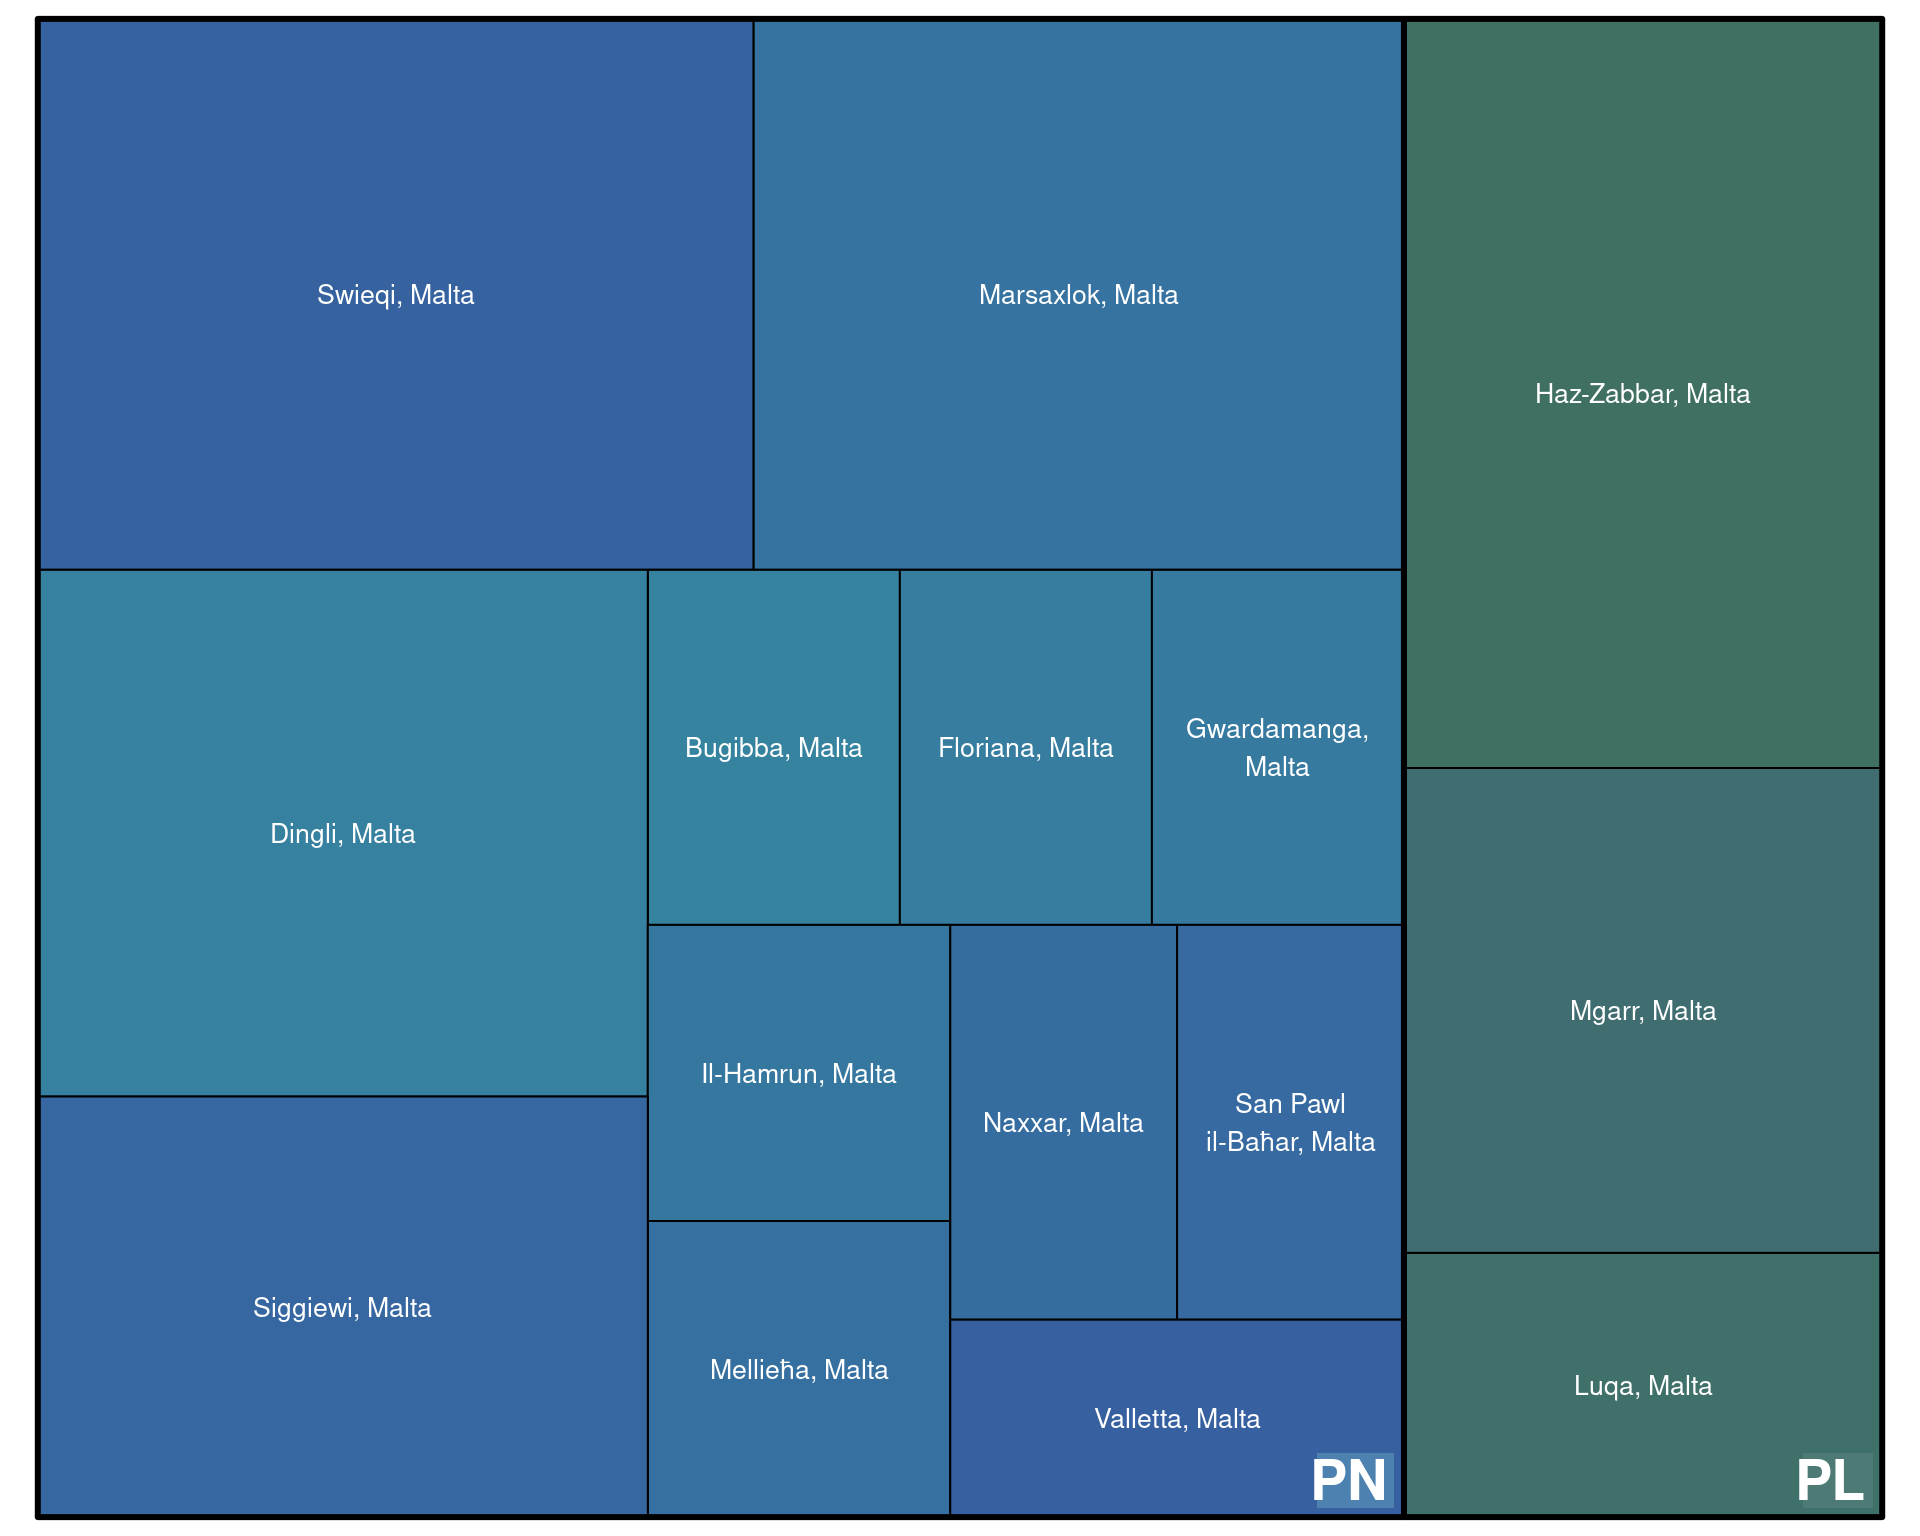 Swieqi, Malta
Marsaxlok, Malta
Haz-Zabbar, Malta
Dingli, Malta
Bugibba, Malta
Floriana, Malta
Gwardamanga,
Malta
Il-Hamrun, Malta
Naxxar, Malta
San Pawl
il-Baħar, Malta
Mgarr, Malta
Siggiewi, Malta
Mellieħa, Malta
Valletta, Malta
Luqa, Malta
PN
PL